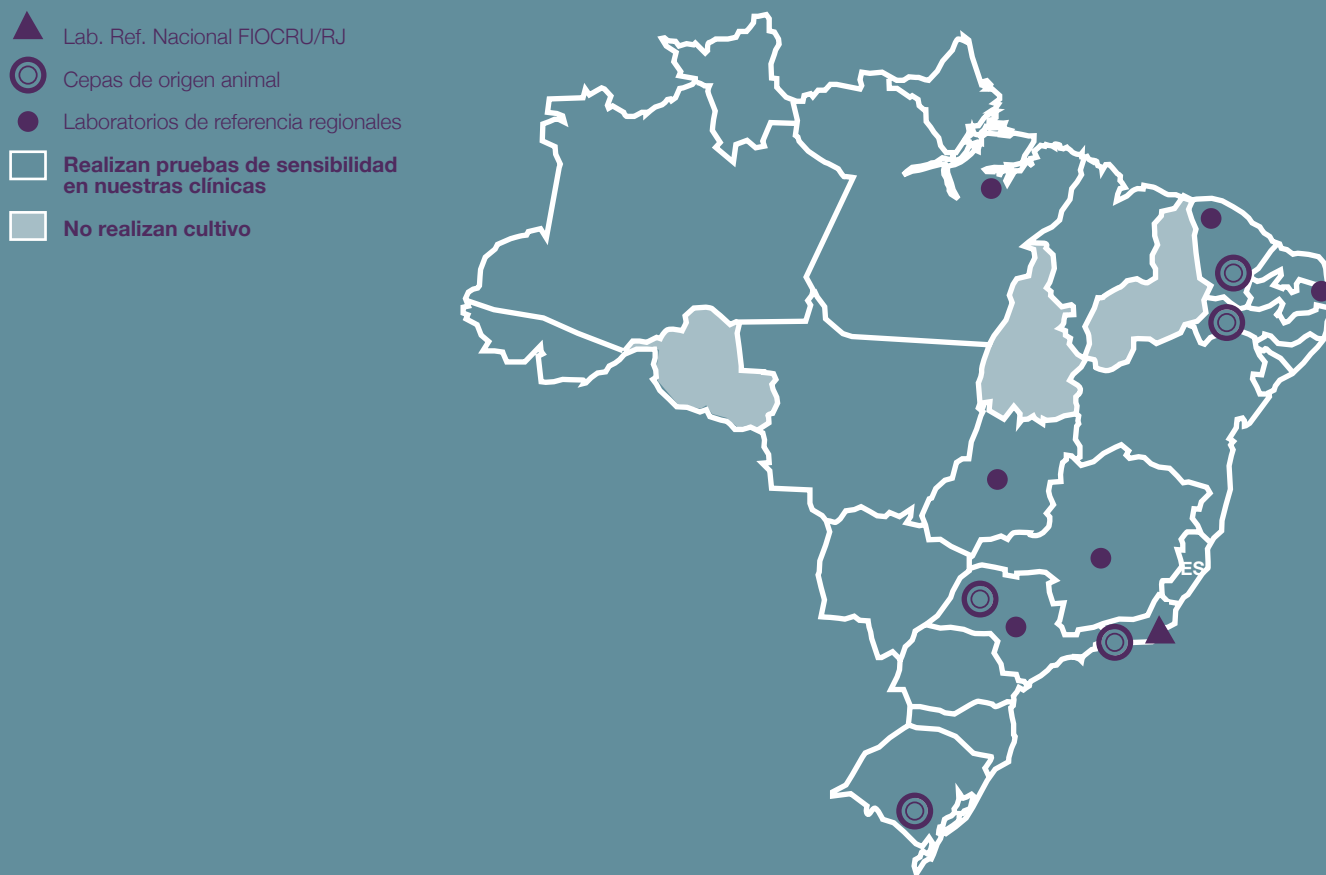 Lab. Ref. Nacional FIOCRU/RJ
Cepas de origen animal
Laboratorios de referencia regionales
Realizan pruebas de sensibilidad
en nuestras clínicas
No realizan cultivo
ES